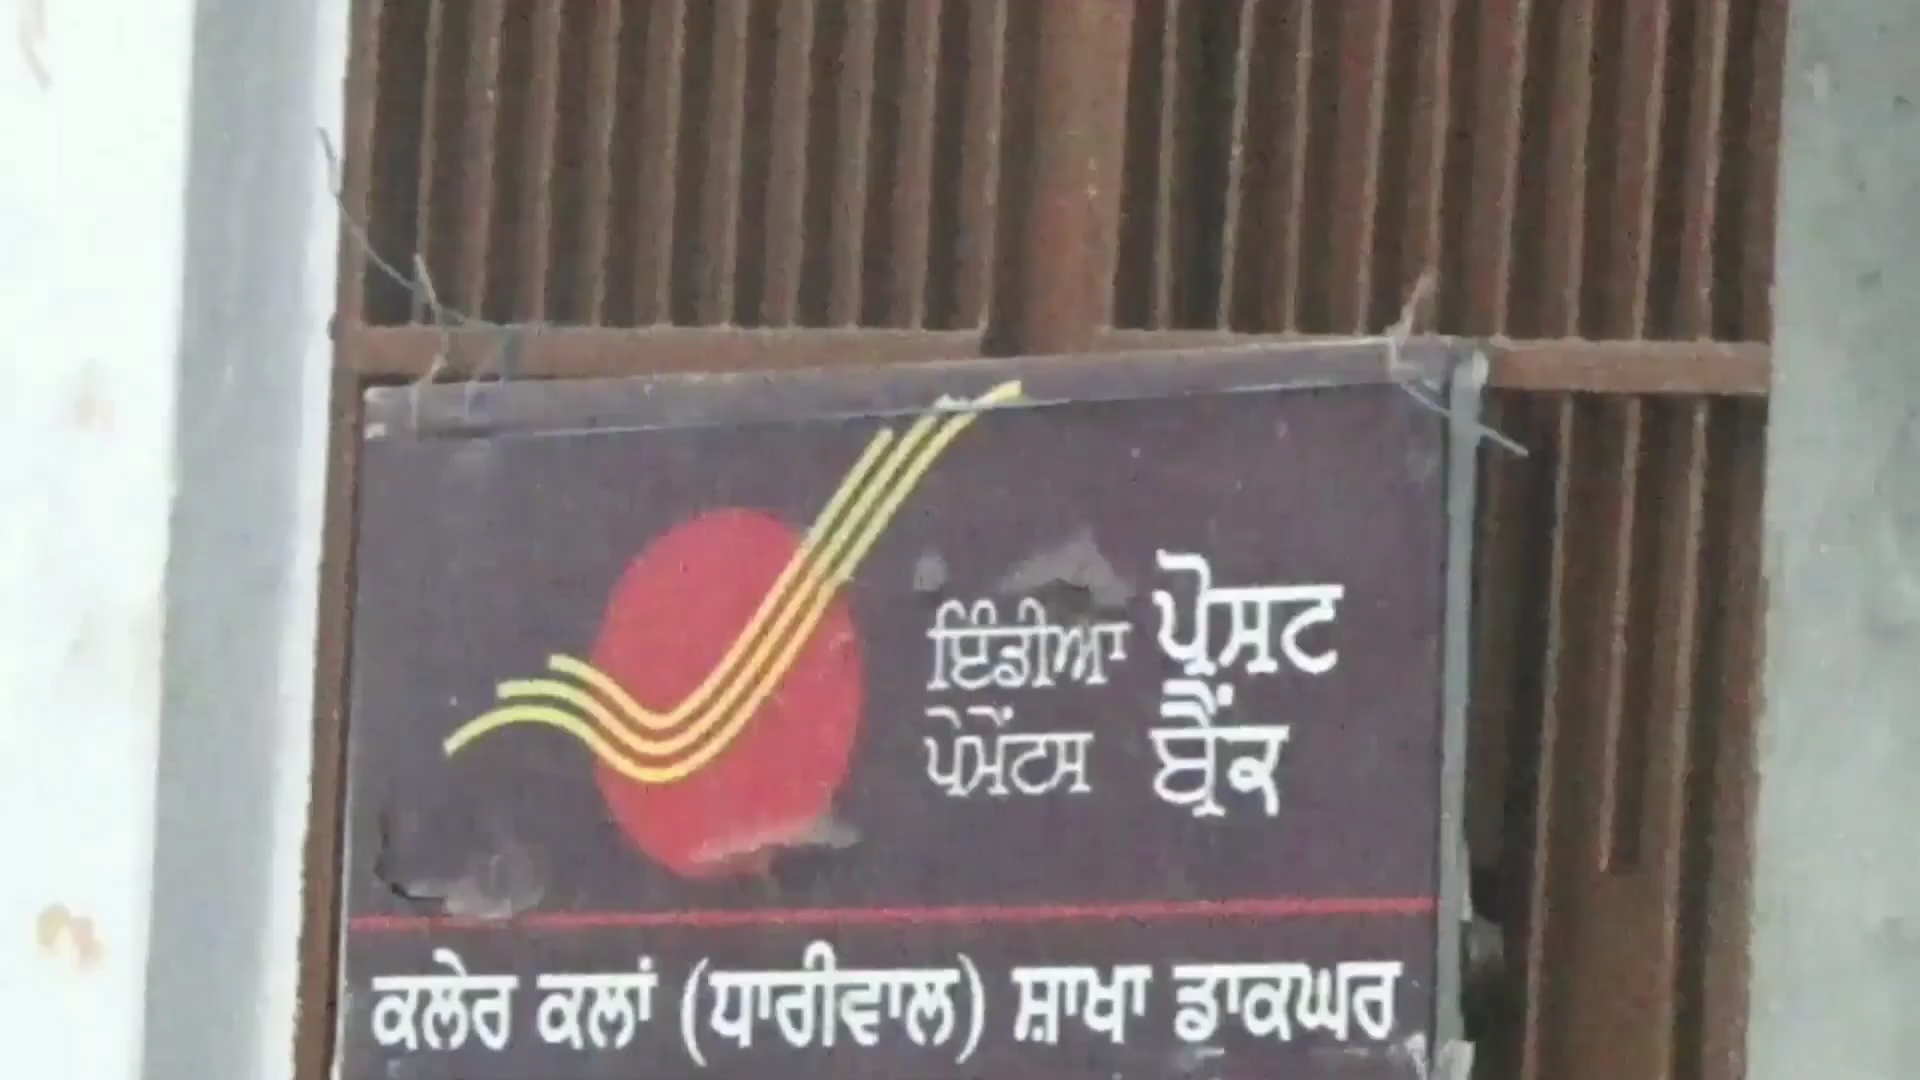 ਇੰਡੀਆ ਪੋਸਟ
ਪੇਮੇਂਟਸ ਬੈਂਕ
ਕਲੇਰ ਕਲਾਂ (ਧਾਰੀਵਾਲ) ਸ਼ਾਖਾ ਡਾਕਘਰ